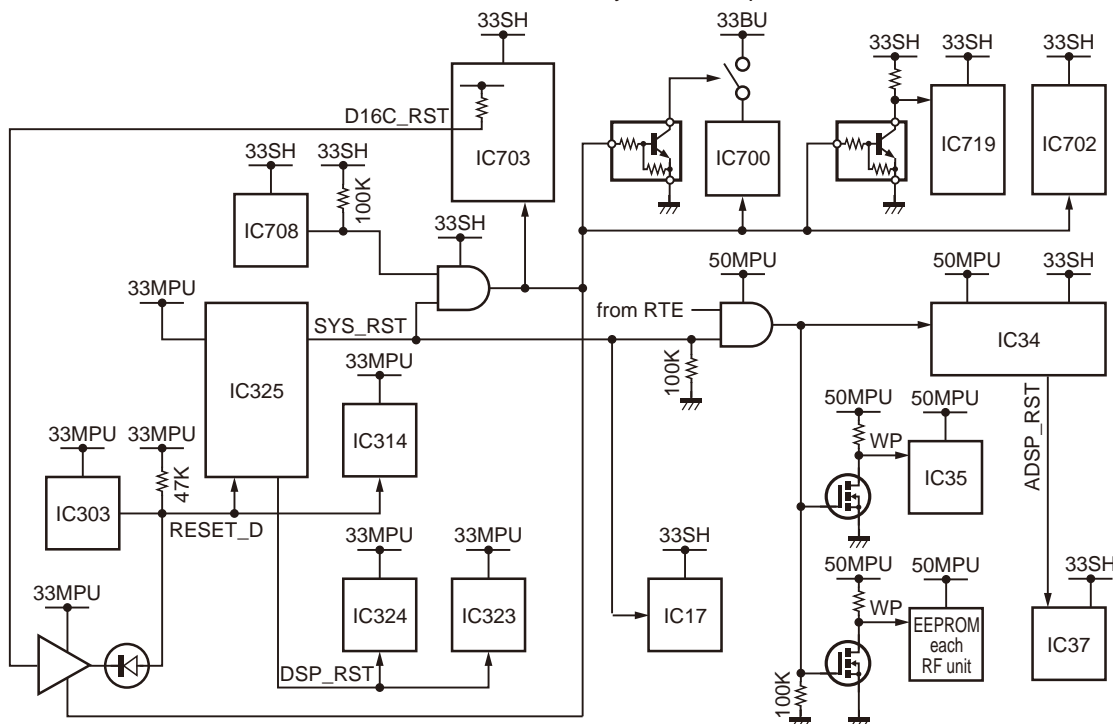 33SH
33BU
33SH
33SH
33SH
D16C_RST
IC703
IC700
IC719
IC702
33SH
33SH
100K
IC708
33SH
33MPU
50MPU
50MPU
33SH
from RTE
SYS_RST
IC34
IC325
100K
33MPU
IC314
33MPU
33MPU
47K
IC303
RESET_D
50MPU
50MPU
WP
IC35
ADSP_RST
33MPU
33MPU
33SH
IC324
IC323
IC17
50MPU
50MPU
33SH
WP
EEPROM
each
RF unit
IC37
33MPU
DSP_RST
100K